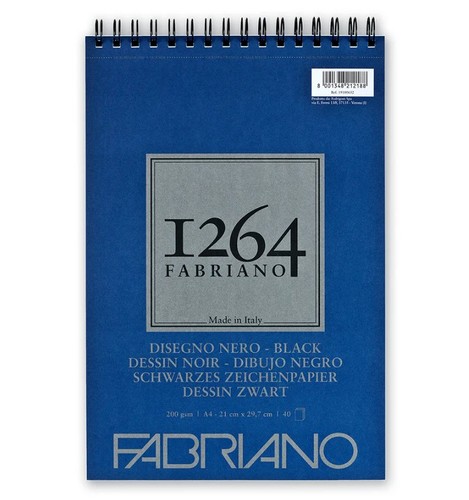 8 001348 212188
1264
FABRIANO
Made in Italy
DISEGNO NERO - BLACK
DESSIN NOIR - DIBUJO NEGRO
SCHWARZES ZEICHENPAPIER
DESSIN ZWART
200 gsm | A4 - 21 cm x 29,7 cm | 40
FABRIANO